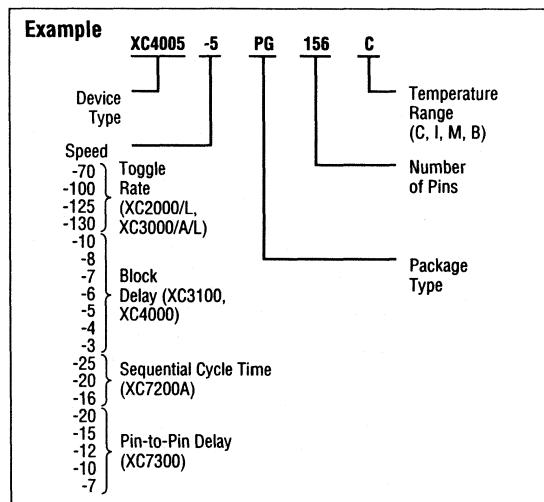 Example
XC4005 -5 PG 156 C
Device
Type
Temperature
Range
(C, I, M, B)
Number
of Pins
Package
Type
Speed
-70
-100
-125
-130
Toggle
Rate
(XC2000/L,
XC3000/A/L)
-10
-8
-7
-6
-5
-4
-3
Block
Delay (XC3100,
XC4000)
-25
-20
-16
Sequential Cycle Time
(XC7200A)
-20
-15
-12
-10
-7
Pin-to-Pin Delay
(XC7300)